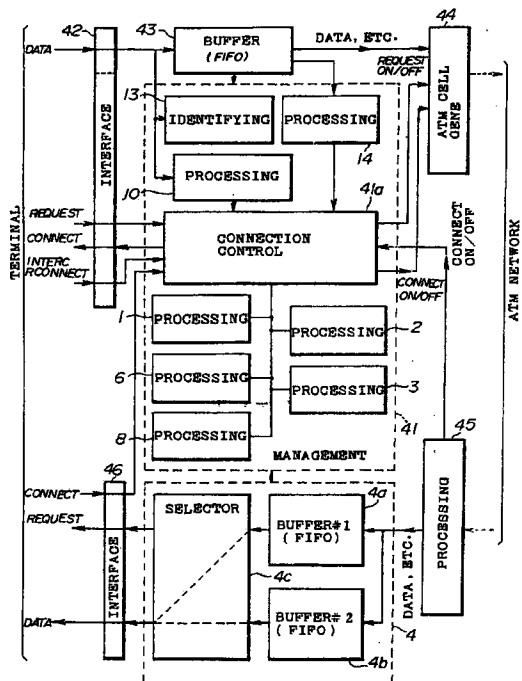 42
43
44
DATA
BUFFER
(FIFO)
DATA, ETC.
REQUEST
ON/OFF
ATM CELL
GENE
13
IDENTIFYING
PROCESSING
14
INTERFACE
10
PROCESSING
41a
TERMINAL
REQUEST
CONNECT
INTERC
RCONNECT
CONNECTION
CONTROL
CONNECT
ON/OFF
CONNECT
ON/OFF
ATM NETWORK
1
PROCESSING
PROCESSING
2
6
PROCESSING
PROCESSING
3
8
PROCESSING
41
MANAGEMENT
45
46
CONNECT
REQUEST
DATA
INTERFACE
SELECTOR
4c
4a
BUFFER#1
(FIFO)
BUFFER#2
(FIFO)
4b
DATA, ETC.
4
PROCESSING